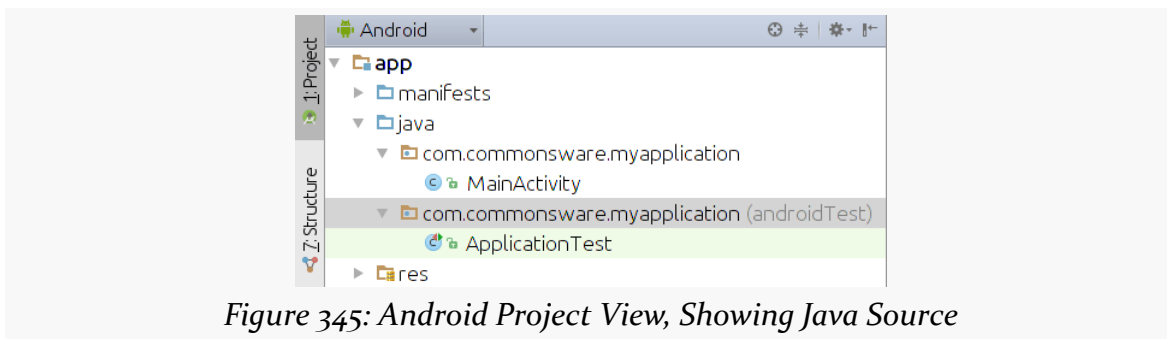 Android
1: Project
app
manifests
java
com.commonsware.myapplication
MainActivity
com.commonsware.myapplication (androidTest)
ApplicationTest
res
7: Structure
Figure 345: Android Project View, Showing Java Source